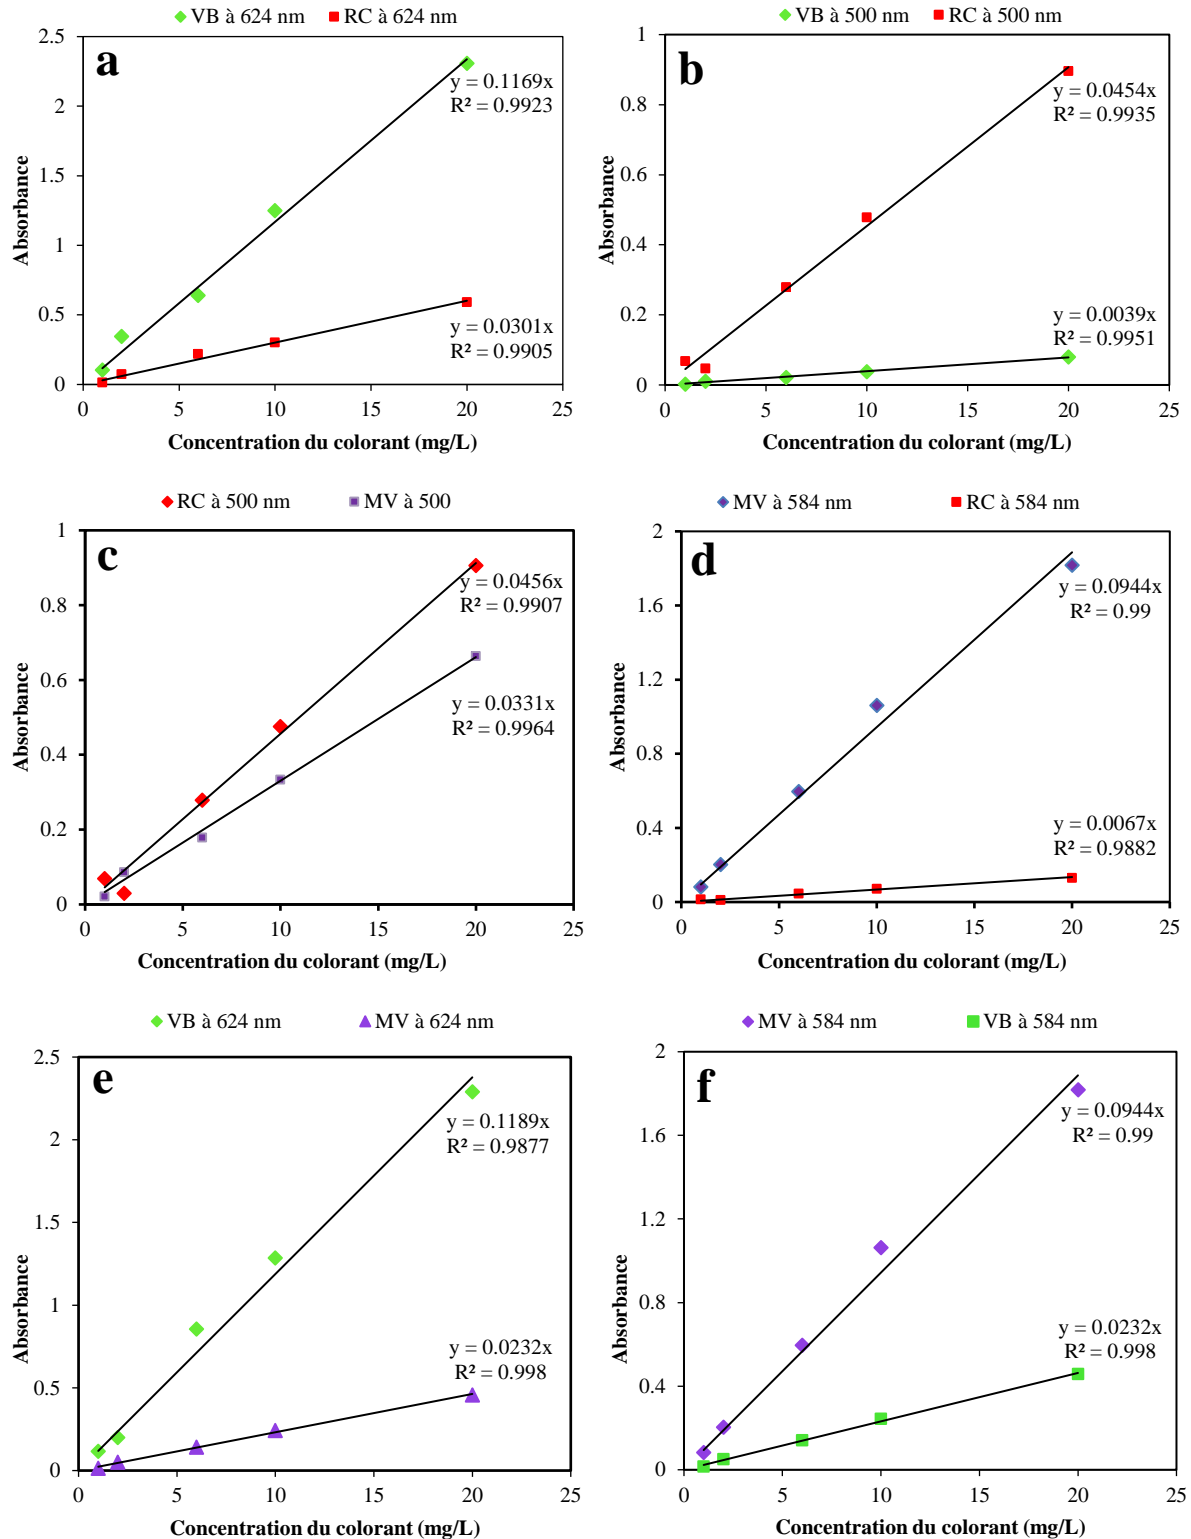 VB à 624 nm RC à 624 nm
a
2.5
2
1.5
1
0.5
0
0 5 10 15 20 25
Absorbance
y = 0.1169x
R² = 0.9923
y = 0.0301x
R² = 0.9905
Concentration du colorant (mg/L)
VB à 500 nm RC à 500 nm
b
1
0.8
0.6
0.4
0.2
0
0 5 10 15 20 25
Absorbance
y = 0.0454x
R² = 0.9935
y = 0.0039x
R² = 0.9951
Concentration du colorant (mg/L)
RC à 500 nm MV à 500
c
1
0.8
0.6
0.4
0.2
0
0 5 10 15 20 25
Absorbance
y = 0.0456x
R² = 0.9907
y = 0.0331x
R² = 0.9964
Concentration du colorant (mg/L)
MV à 584 nm RC à 584 nm
d
2
1.6
1.2
0.8
0.4
0
0 5 10 15 20 25
Absorbance
y = 0.0944x
R² = 0.99
y = 0.0067x
R² = 0.9882
Concentration du colorant (mg/L)
VB à 624 nm MV à 624 nm
e
2.5
2
1.5
1
0.5
0
0 5 10 15 20 25
Absorbance
y = 0.1189x
R² = 0.9877
y = 0.0232x
R² = 0.998
Concentration du colorant (mg/L)
MV à 584 nm VB à 584 nm
f
2
1.6
1.2
0.8
0.4
0
0 5 10 15 20 25
Absorbance
y = 0.0944x
R² = 0.99
y = 0.0232x
R² = 0.998
Concentration du colorant (mg/L)